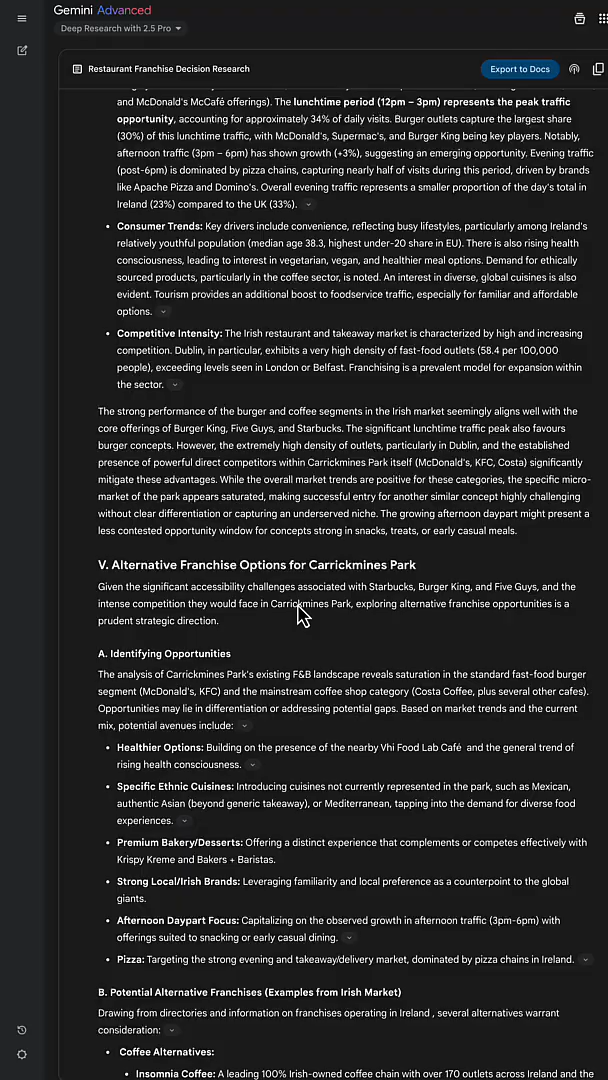 Gemini Advanced
Deep Research with 2.5 Pro
Restaurant Franchise Decision Research
Export to Docs
and McDonald's McCafé offerings). The lunchtime period (12pm – 3pm) represents the peak traffic
opportunity, accounting for approximately 34% of daily visits. Burger outlets capture the largest share
(30%) of this lunchtime traffic, with McDonald's, Supermac's, and Burger King being key players. Notably,
afternoon traffic (3pm – 6pm) has shown growth (+3%), suggesting an emerging opportunity. Evening traffic
(post-6pm) is dominated by pizza chains, capturing nearly half of visits during this period, driven by brands
like Apache Pizza and Domino's. Overall evening traffic represents a smaller proportion of the day's total in
Ireland (23%) compared to the UK (33%).
• Consumer Trends: Key drivers include convenience, reflecting busy lifestyles, particularly among Ireland's
relatively youthful population (median age 38.3, highest under-20 share in EU). There is also rising health
consciousness, leading to interest in vegetarian, vegan, and healthier meal options. Demand for ethically
sourced products, particularly in the coffee sector, is noted. An interest in diverse, global cuisines is also
evident. Tourism provides an additional boost to foodservice traffic, especially for familiar and affordable
options.
• Competitive Intensity: The Irish restaurant and takeaway market is characterized by high and increasing
competition. Dublin, in particular, exhibits a very high density of fast-food outlets (58.4 per 100,000
people), exceeding levels seen in London or Belfast. Franchising is a prevalent model for expansion within
the sector.
The strong performance of the burger and coffee segments in the Irish market seemingly aligns well with the
core offerings of Burger King, Five Guys, and Starbucks. The significant lunchtime traffic peak also favours
burger concepts. However, the extremely high density of outlets, particularly in Dublin, and the established
presence of powerful direct competitors within Carrickmines Park itself (McDonald's, KFC, Costa) significantly
mitigate these advantages. While the overall market trends are positive for these categories, the specific micro-
market of the park appears saturated, making successful entry for another similar concept highly challenging
without clear differentiation or capturing an underserved niche. The growing afternoon daypart might present a
less contested opportunity window for concepts strong in snacks, treats, or early casual meals.
V. Alternative Franchise Options for Carrickmines Park
Given the significant accessibility challenges associated with Starbucks, Burger King, and Five Guys, and the
intense competition they would face in Carrickmines Park, exploring alternative franchise opportunities is a
prudent strategic direction.
A. Identifying Opportunities
The analysis of Carrickmines Park's existing F&B landscape reveals saturation in the standard fast-food burger
segment (McDonald's, KFC) and the mainstream coffee shop category (Costa Coffee, plus several other cafes).
Opportunities may lie in differentiation or addressing potential gaps. Based on market trends and the current
mix, potential avenues include:
• Healthier Options: Building on the presence of the nearby Vhi Food Lab Café and the general trend of
rising health consciousness.
• Specific Ethnic Cuisines: Introducing cuisines not currently represented in the park, such as Mexican,
authentic Asian (beyond generic takeaway), or Mediterranean, tapping into the demand for diverse food
experiences.
• Premium Bakery/Desserts: Offering a distinct experience that complements or competes effectively with
Krispy Kreme and Bakers + Baristas.
• Strong Local/Irish Brands: Leveraging familiarity and local preference as a counterpoint to the global
giants.
• Afternoon Daypart Focus: Capitalizing on the observed growth in afternoon traffic (3pm-6pm) with
offerings suited to snacking or early casual dining.
• Pizza: Targeting the strong evening and takeaway/delivery market, dominated by pizza chains in Ireland.
B. Potential Alternative Franchises (Examples from Irish Market)
Drawing from directories and information on franchises operating in Ireland , several alternatives warrant
consideration:
• Coffee Alternatives:
• Insomnia Coffee: A leading 100% Irish-owned coffee chain with over 170 outlets across Ireland and the